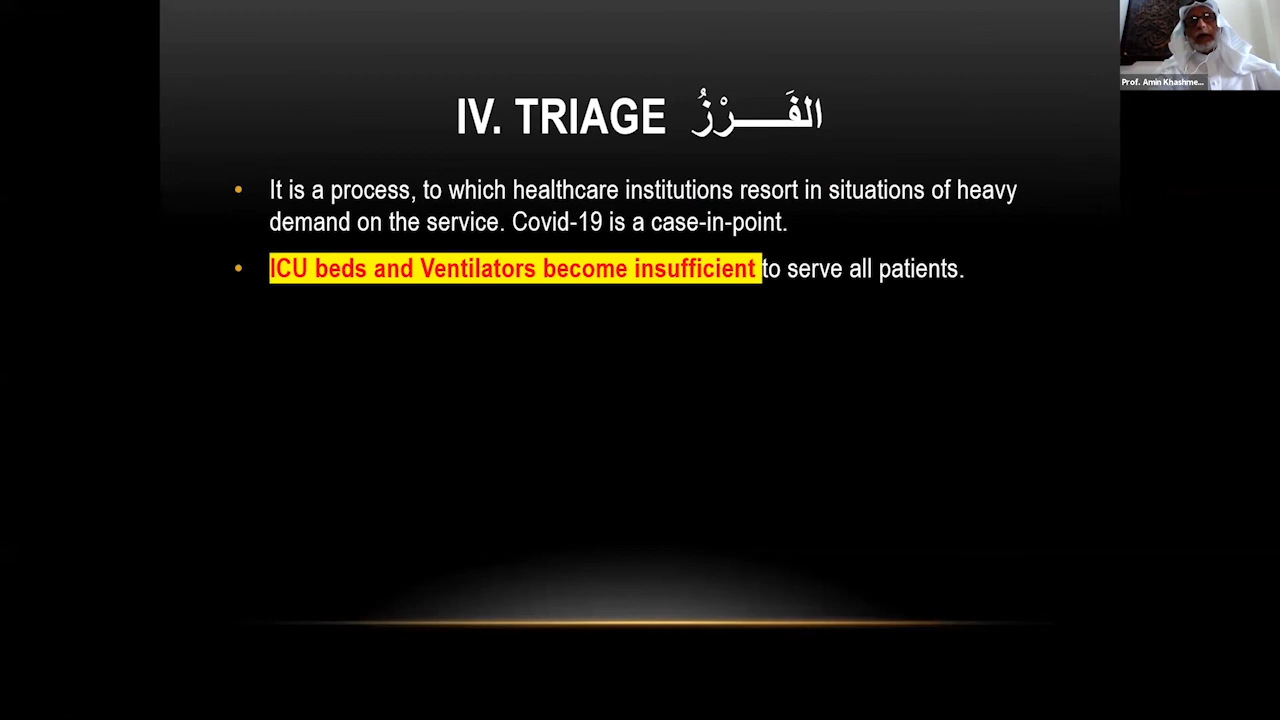 IV. TRIAGE الفَـــــرْزُ
• It is a process, to which healthcare institutions resort in situations of heavy
demand on the service. Covid-19 is a case-in-point.
• ICU beds and Ventilators become insufficient to serve all patients.
Prof. Amin Khashme...